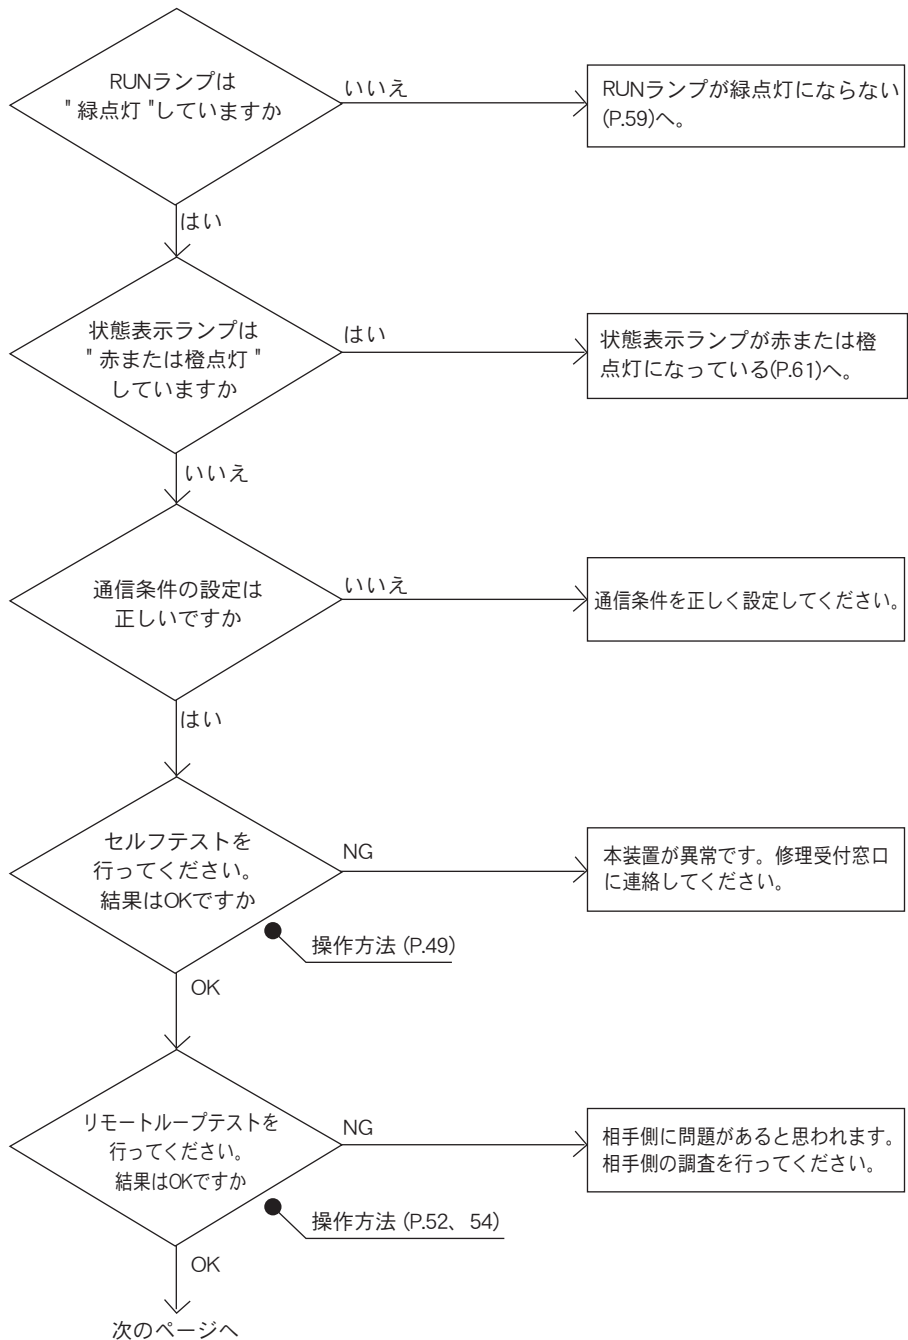 RUNランプは
" 緑点灯 "していますか
いいえ
RUNランプが緑点灯にならない
(P.59)へ。
はい
状態表示ランプは
" 赤または橙点灯 "
していますか
はい
状態表示ランプが赤または橙
点灯になっている(P.61)へ。
いいえ
通信条件の設定は
正しいですか
いいえ
通信条件を正しく設定してください。
はい
セルフテストを
行ってください。
結果はOKですか
NG
本装置が異常です。修理受付窓口
に連絡してください。
操作方法 (P.49)
OK
リモートループテストを
行ってください。
結果はOKですか
NG
相手側に問題があると思われます。
相手側の調査を行ってください。
操作方法 (P.52、54)
OK
次のページへ